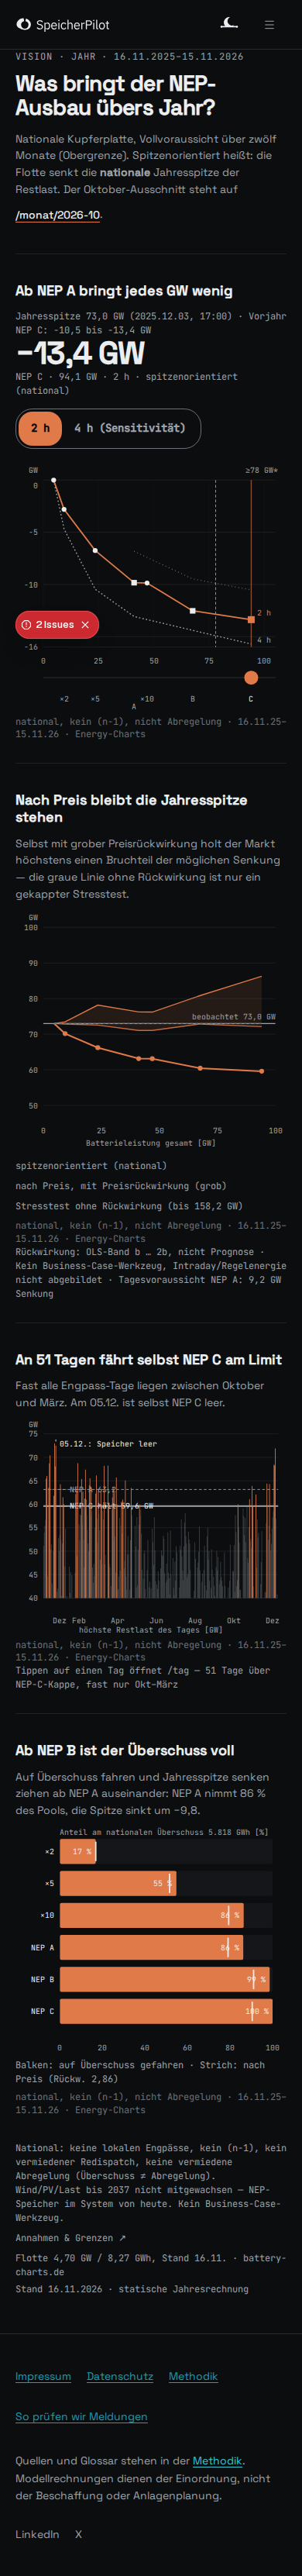 SpeicherPilot
VISION · JAHR · 16.11.2025–15.11.2026
Was bringt der NEP-
Ausbau übers Jahr?
Nationale Kupferplatte, Vollvoraussicht über zwölf
Monate (Obergrenze). Spitzenorientiert heißt: die
Flotte senkt die nationale Jahresspitze der
Restlast. Der Oktober-Ausschnitt steht auf
/monat/2026-10.
Ab NEP A bringt jedes GW wenig
Jahresspitze 73,0 GW (2025.12.03, 17:00) · Vorjahr
NEP C: -10,5 bis -13,4 GW
−13,4 GW
NEP C · 94,1 GW · 2 h · spitzenorientiert
(national)
2 h
4 h (Sensitivität)
GW
≥78 GW*
0
-5
-10
2 h
2 Issues
4 h
-16
0 25 50 75 100
×2 ×5 ×10 B C
A
national, kein (n-1), nicht Abregelung · 16.11.25–
15.11.26 · Energy-Charts
Nach Preis bleibt die Jahresspitze
stehen
Selbst mit grober Preisrückwirkung holt der Markt
höchstens einen Bruchteil der möglichen Senkung
— die graue Linie ohne Rückwirkung ist nur ein
gekappter Stresstest.
GW
100
90
80
beobachtet 73,0 GW
70
60
50
0 25 50 75 100
Batterieleistung gesamt [GW]
spitzenorientiert (national)
nach Preis, mit Preisrückwirkung (grob)
Stresstest ohne Rückwirkung (bis 158,2 GW)
national, kein (n-1), nicht Abregelung · 16.11.25–
15.11.26 · Energy-Charts
Rückwirkung: OLS-Band b … 2b, nicht Prognose ·
Kein Business-Case-Werkzeug, Intraday/Regelenergie
nicht abgebildet · Tagesvoraussicht NEP A: 9,2 GW
Senkung
An 51 Tagen fährt selbst NEP C am Limit
Fast alle Engpass-Tage liegen zwischen Oktober
und März. Am 05.12. ist selbst NEP C leer.
GW
75
05.12.: Speicher leer
70
65
NEP A 63,2
60
NEP C hält 59,6 GW
55
50
45
40
Dez Feb Apr Jun Aug Okt Dez
höchste Restlast des Tages [GW]
national, kein (n-1), nicht Abregelung · 16.11.25–
15.11.26 · Energy-Charts
Tippen auf einen Tag öffnet /tag — 51 Tage über
NEP-C-Kappe, fast nur Okt–März
Ab NEP B ist der Überschuss voll
Auf Überschuss fahren und Jahresspitze senken
ziehen ab NEP A auseinander: NEP A nimmt 86 %
des Pools, die Spitze sinkt um −9,8.
Anteil am nationalen Überschuss 5.818 GWh [%]
×2 17 %
×5 55 %
×10 86 %
NEP A 86 %
NEP B 99 %
NEP C 100 %
0 20 40 60 80 100
Balken: auf Überschuss gefahren · Strich: nach
Preis (Rückw. 2,86)
national, kein (n-1), nicht Abregelung · 16.11.25–
15.11.26 · Energy-Charts
National: keine lokalen Engpässe, kein (n-1), kein
vermiedener Redispatch, keine vermiedene
Abregelung (Überschuss ≠ Abregelung).
Wind/PV/Last bis 2037 nicht mitgewachsen — NEP-
Speicher im System von heute. Kein Business-Case-
Werkzeug.
Annahmen & Grenzen ↗
Flotte 4,70 GW / 8,27 GWh, Stand 16.11. · battery-
charts.de
Stand 16.11.2026 · statische Jahresrechnung
Impressum Datenschutz Methodik
So prüfen wir Meldungen
Quellen und Glossar stehen in der Methodik.
Modellrechnungen dienen der Einordnung, nicht
der Beschaffung oder Anlagenplanung.
LinkedIn X